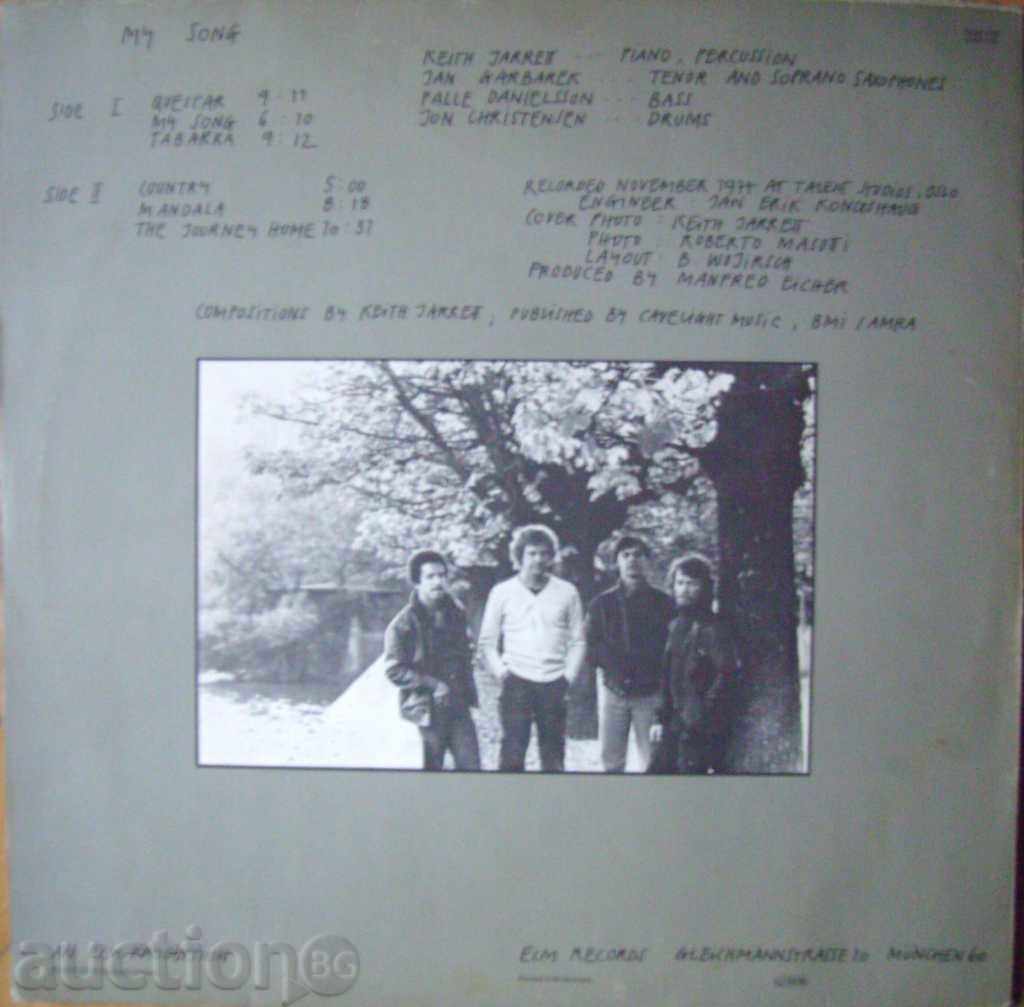 MY SONG
KEITH JARRETT ... PIANO, PERCUSSION
JAN GARBAREK ... TENOR AND SOPRANO SAXOPHONES
PALLE DANIELSSON ... BASS
JON CHRISTENSEN ... DRUMS
SIDE I QUESTAR 9:11
MY SONG 6:10
TABARKA 9:12
SIDE II COUNTRY 5:00
MANDALA 8:18
THE JOURNEY HOME 10:31
RECORDED NOVEMBER 1977 AT TALENT STUDIOS, OSLO
ENGINEER: JAN ERIK KONGSHAUG
COVER PHOTO: KEITH JARRETT
PHOTO: ROBERTO MASOTTI
LAYOUT: B WOJIRSCH
PRODUCED BY MANFRED EICHER
COMPOSITIONS BY KEITH JARRETT, PUBLISHED BY CAVELIGHT MUSIC, BMI / AMRA
AN ECM PRODUCTION
ECM RECORDS GLEICHMANNSTRASSE 10 MÜNCHEN 60
auction BG